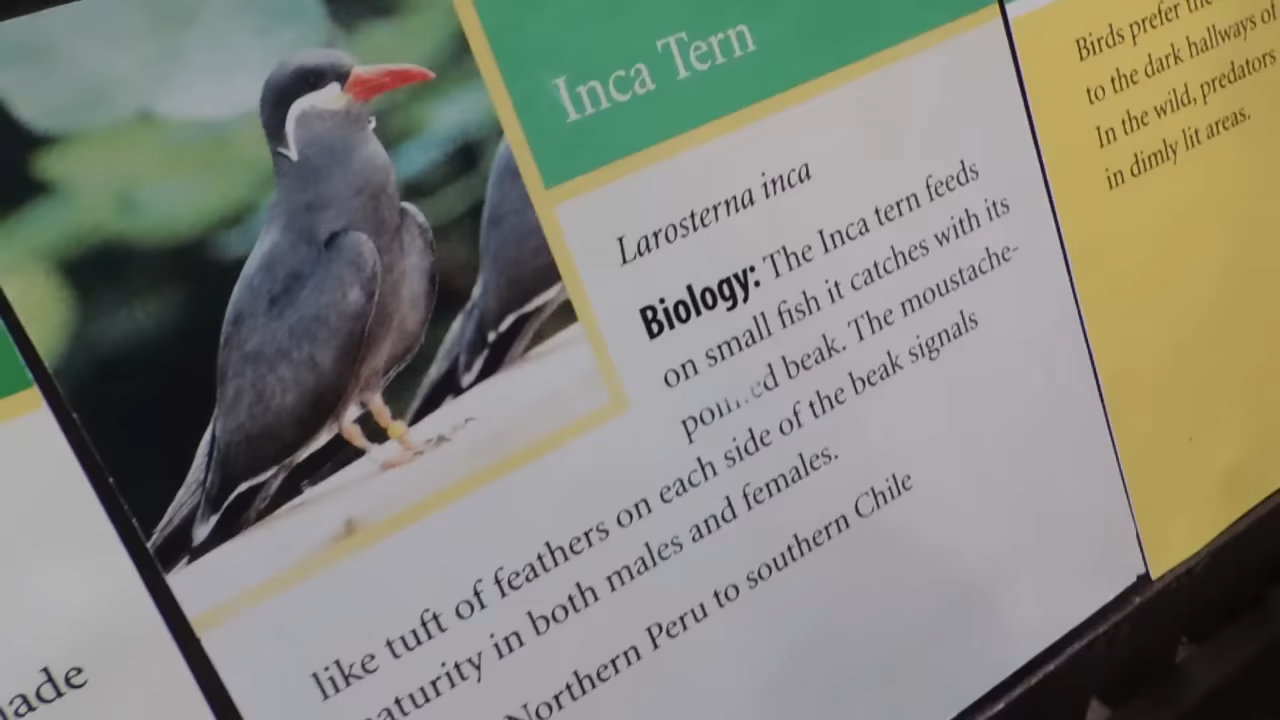 Inca Tern
Larosterna inca
Biology: The Inca tern feeds
on small fish it catches with its
beak. The moustache-
like tuft of feathers on each side of the beak signals
in both males and females.
Northern Peru to southern Chile
Birds prefer
to the dark hallways of
In the wild, predators
in dimly lit areas.